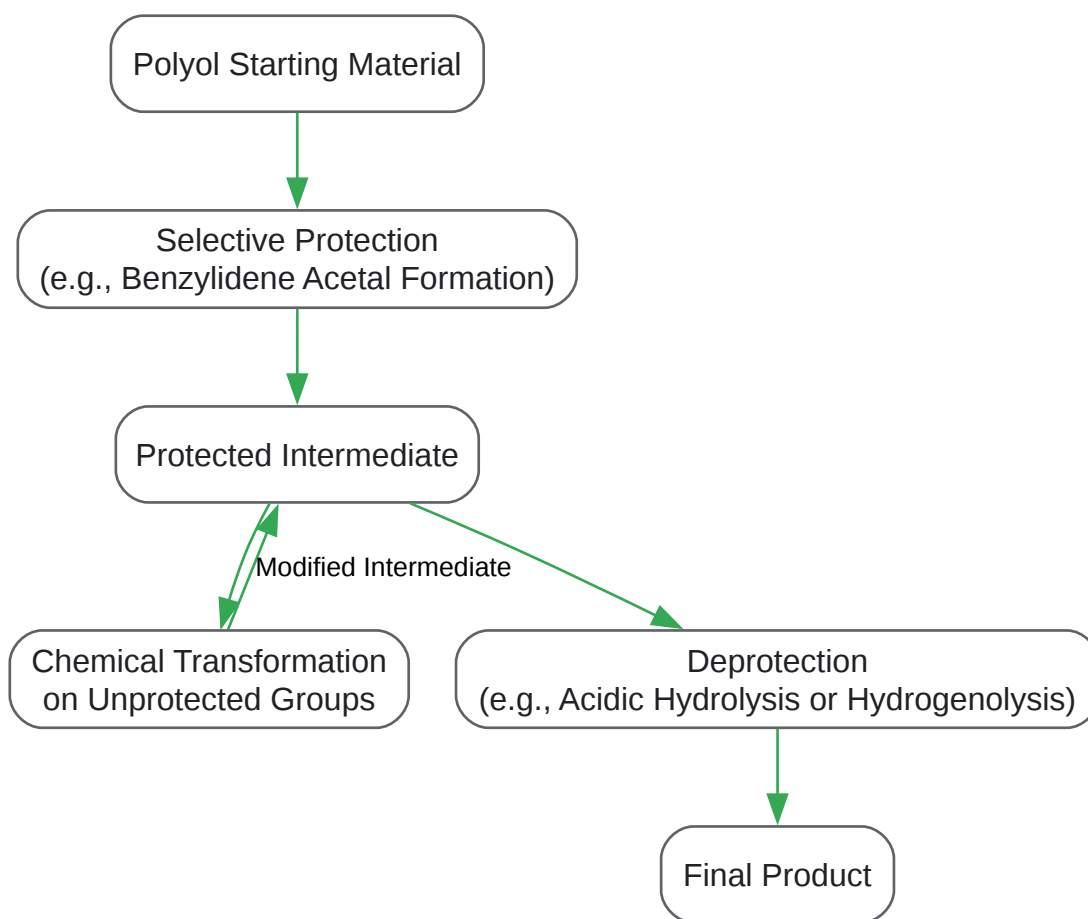 Polyol Starting Material
Selective Protection
(e.g., Benzylidene Acetal Formation)
Protected Intermediate
Modified Intermediate
Chemical Transformation
on Unprotected Groups
Deprotection
(e.g., Acidic Hydrolysis or Hydrogenolysis)
Final Product